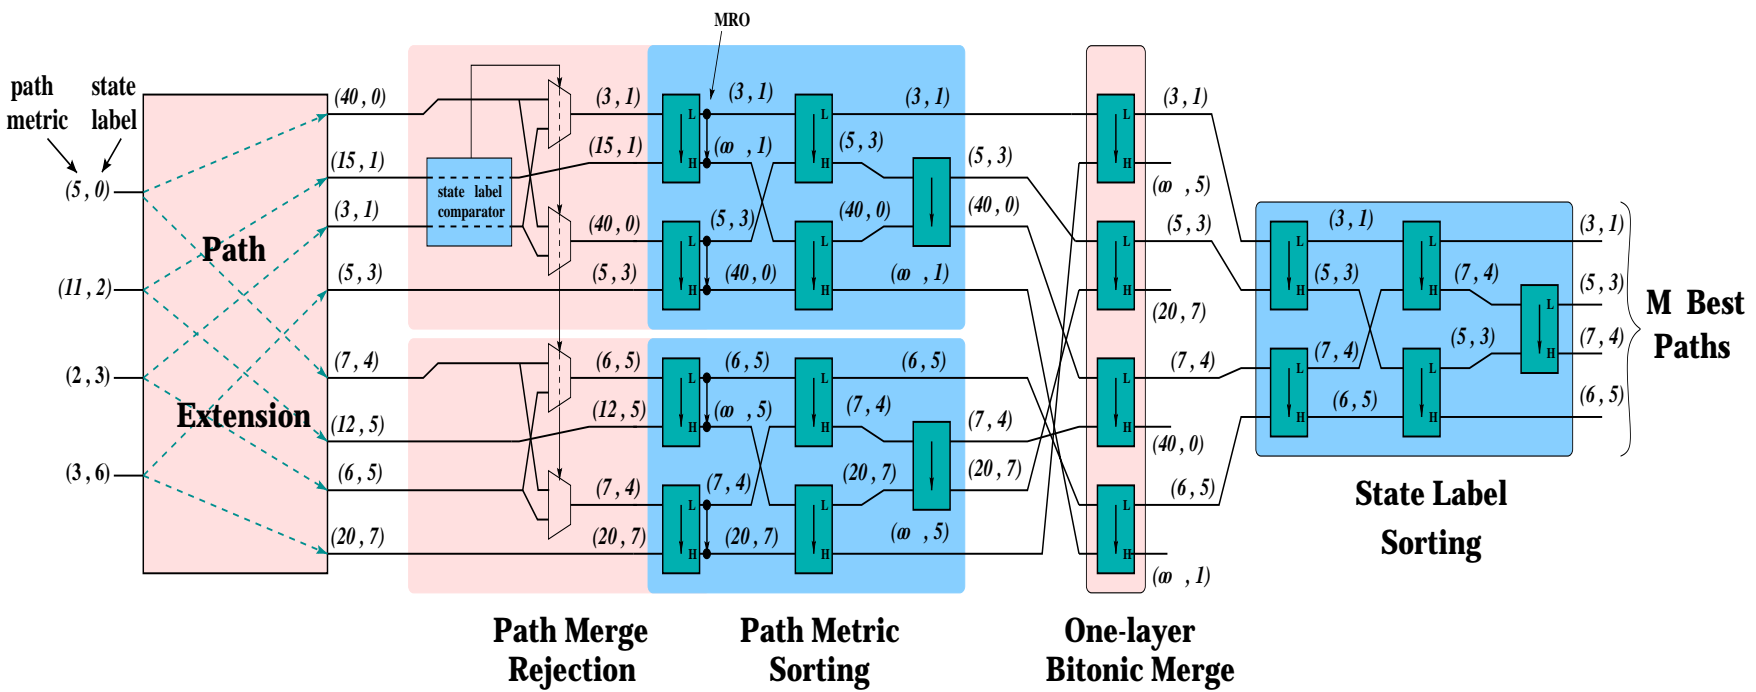 MRO
path metric
state label
(5, 0)
(11, 2)
(2, 3)
(3, 6)
Path
Extension
(40, 0)
(15, 1)
(3, 1)
(5, 3)
(7, 4)
(12, 5)
(6, 5)
(20, 7)
state label
comparator
(3, 1)
(15, 1)
(40, 0)
(5, 3)
(6, 5)
(12, 5)
(7, 4)
(20, 7)
L
H
L
H
L
H
L
H
(3, 1)
(∞, 1)
(5, 3)
(40, 0)
(6, 5)
(∞, 5)
(7, 4)
(20, 7)
L
H
L
H
L
H
L
H
(3, 1)
(5, 3)
(40, 0)
(∞, 1)
(6, 5)
(7, 4)
(20, 7)
(∞, 5)
(5, 3)
(40, 0)
(7, 4)
(20, 7)
L
H
L
H
L
H
L
H
(3, 1)
(∞, 5)
(5, 3)
(20, 7)
(7, 4)
(40, 0)
(6, 5)
(∞, 1)
L
H
L
H
(3, 1)
(5, 3)
(7, 4)
(6, 5)
L
H
L
H
(7, 4)
(5, 3)
L
H
(3, 1)
(5, 3)
(7, 4)
(6, 5)
M Best
Paths
State Label
Sorting
Path Merge
Rejection
Path Metric
Sorting
One-layer
Bitonic Merge